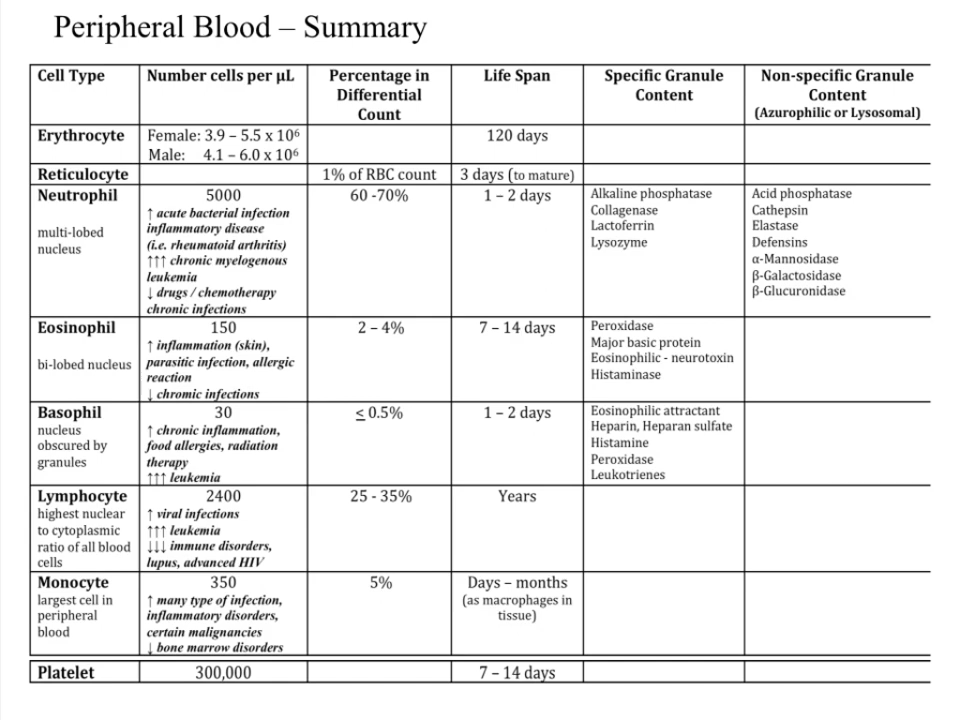 Peripheral Blood – Summary
Cell Type
Number cells per µL
Percentage in
Differential
Count
Life Span
Specific Granule
Content
Non-specific Granule
Content
(Azurophilic or Lysosomal)
Erythrocyte
Female: 3.9 – 5.5 x 10⁶
Male: 4.1 – 6.0 x 10⁶
120 days
Reticulocyte
1% of RBC count
3 days (to mature)
Neutrophil
multi-lobed
nucleus
5000
↑ acute bacterial infection
inflammatory disease
(i.e. rheumatoid arthritis)
↑↑↑ chronic myelogenous
leukemia
↓ drugs / chemotherapy
chronic infections
60 -70%
1 – 2 days
Alkaline phosphatase
Collagenase
Lactoferrin
Lysozyme
Acid phosphatase
Cathepsin
Elastase
Defensins
α-Mannosidase
β-Galactosidase
β-Glucuronidase
Eosinophil
bi-lobed nucleus
150
↑ inflammation (skin),
parasitic infection, allergic
reaction
↓ chromic infections
2 – 4%
7 – 14 days
Peroxidase
Major basic protein
Eosinophilic - neurotoxin
Histaminase
Basophil
nucleus
obscured by
granules
30
↑ chronic inflammation,
food allergies, radiation
therapy
↑↑↑ leukemia
≤ 0.5%
1 – 2 days
Eosinophilic attractant
Heparin, Heparan sulfate
Histamine
Peroxidase
Leukotrienes
Lymphocyte
highest nuclear
to cytoplasmic
ratio of all blood
cells
2400
↑ viral infections
↑↑↑ leukemia
↓↓↓ immune disorders,
lupus, advanced HIV
25 - 35%
Years
Monocyte
largest cell in
peripheral
blood
350
↑ many type of infection,
inflammatory disorders,
certain malignancies
↓ bone marrow disorders
5%
Days – months
(as macrophages in
tissue)
Platelet
300,000
7 – 14 days